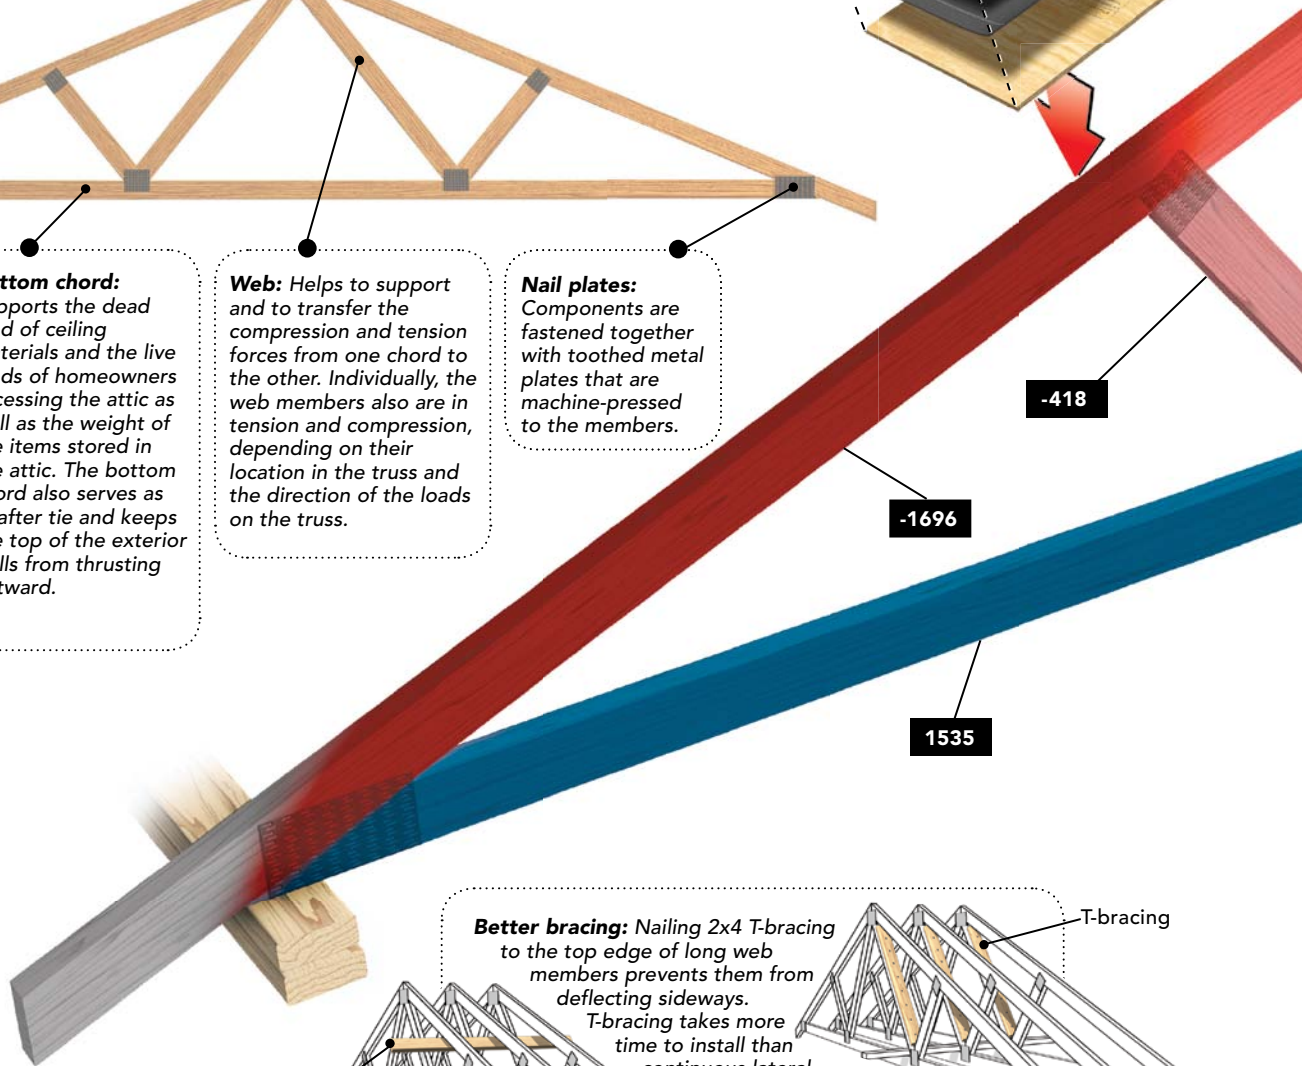 ttom chord:
pports the dead
d of ceiling
terials and the live
ds of homeowners
cessing the attic as
ll as the weight of
e items stored in
e attic. The bottom
ord also serves as
after tie and keeps
e top of the exterior
lls from thrusting
tward.
Web: Helps to support
and to transfer the
compression and tension
forces from one chord to
the other. Individually, the
web members also are in
tension and compression,
depending on their
location in the truss and
the direction of the loads
on the truss.
Nail plates:
Components are
fastened together
with toothed metal
plates that are
machine-pressed
to the members.
-418
-1696
1535
Better bracing: Nailing 2x4 T-bracing
to the top edge of long web
members prevents them from
deflecting sideways.
T-bracing takes more
time to install than
continuous lateral
T-bracing